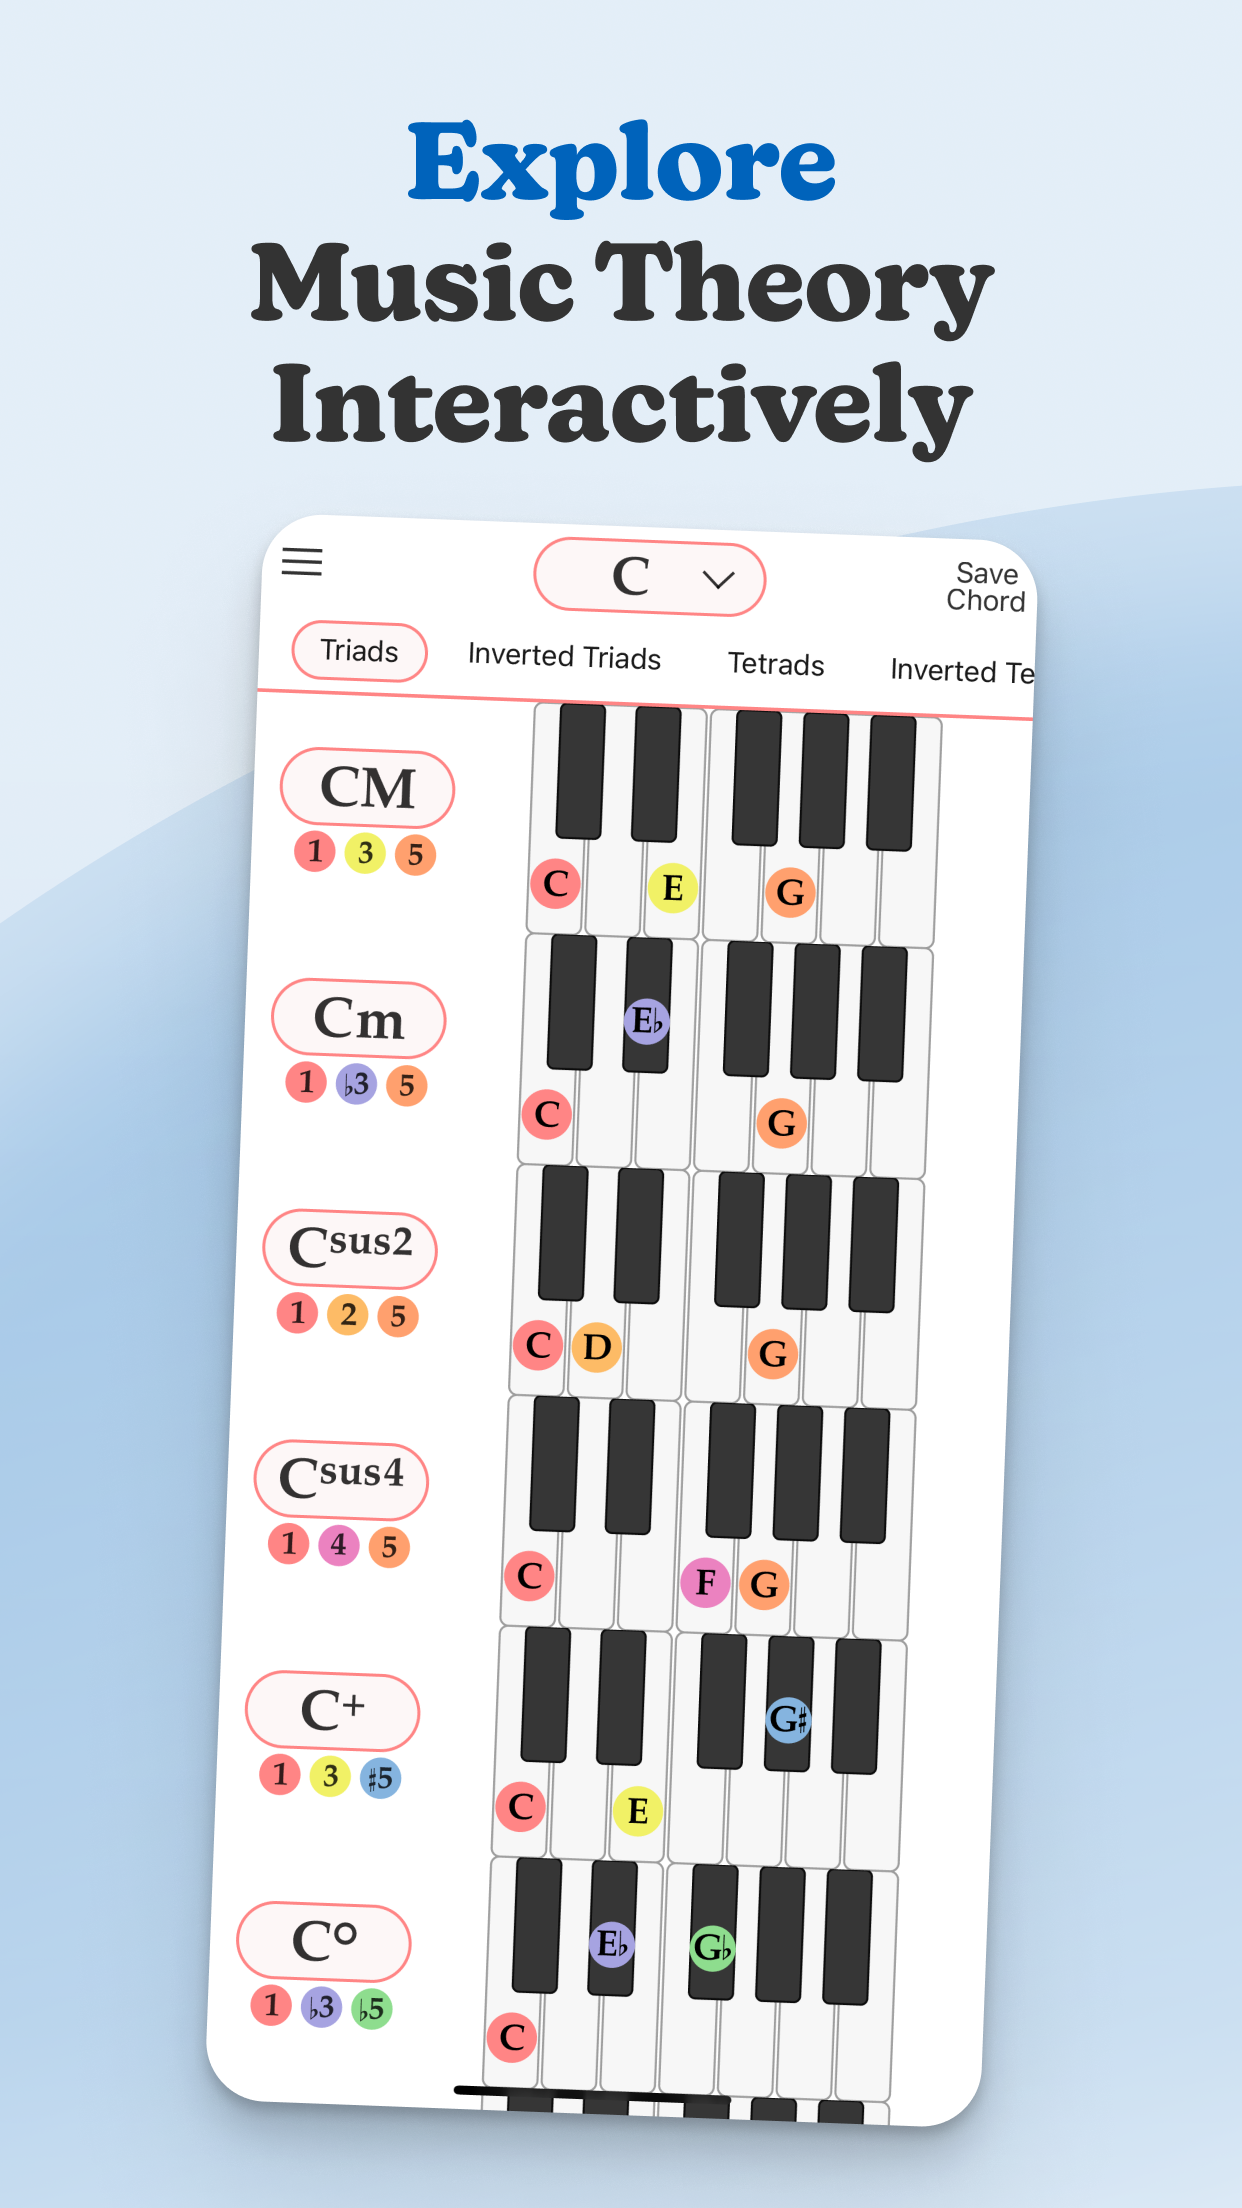 Explore
Music Theory
Interactively
C
Save
Chord
Triads Inverted Triads Tetrads Inverted Te
CM
1 3 5
C E G
Cm
1 ♭3 5
E♭
C G
Csus2
1 2 5
C D G
Csus4
1 4 5
C F G
C+
1 3 ♯5
G♯
C E
C°
1 ♭3 ♭5
E♭ G♭
C